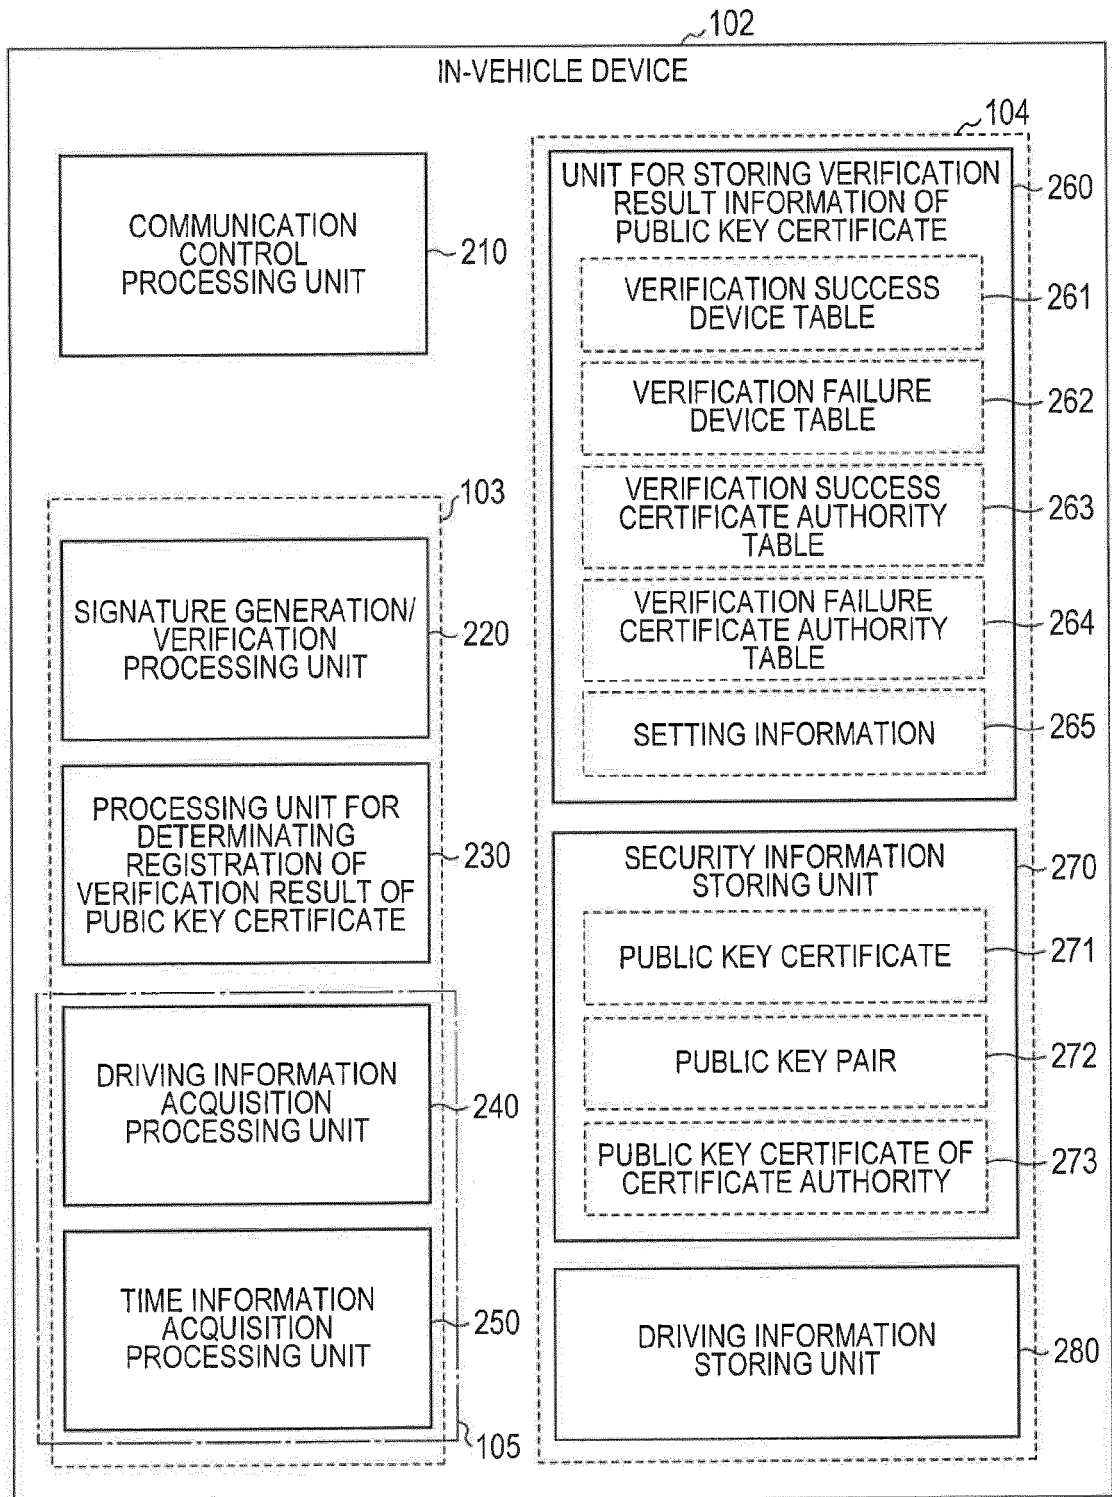 102
IN-VEHICLE DEVICE
COMMUNICATION
CONTROL
PROCESSING UNIT
210
103
SIGNATURE GENERATION/
VERIFICATION
PROCESSING UNIT
220
PROCESSING UNIT FOR
DETERMINATING
REGISTRATION OF
VERIFICATION RESULT OF
PUBIC KEY CERTIFICATE
230
DRIVING INFORMATION
ACQUISITION
PROCESSING UNIT
240
TIME INFORMATION
ACQUISITION
PROCESSING UNIT
250
105
104
UNIT FOR STORING VERIFICATION
RESULT INFORMATION OF
PUBLIC KEY CERTIFICATE
260
VERIFICATION SUCCESS
DEVICE TABLE
261
VERIFICATION FAILURE
DEVICE TABLE
262
VERIFICATION SUCCESS
CERTIFICATE AUTHORITY
TABLE
263
VERIFICATION FAILURE
CERTIFICATE AUTHORITY
TABLE
264
SETTING INFORMATION
265
SECURITY INFORMATION
STORING UNIT
270
PUBLIC KEY CERTIFICATE
271
PUBLIC KEY PAIR
272
PUBLIC KEY CERTIFICATE OF
CERTIFICATE AUTHORITY
273
DRIVING INFORMATION
STORING UNIT
280